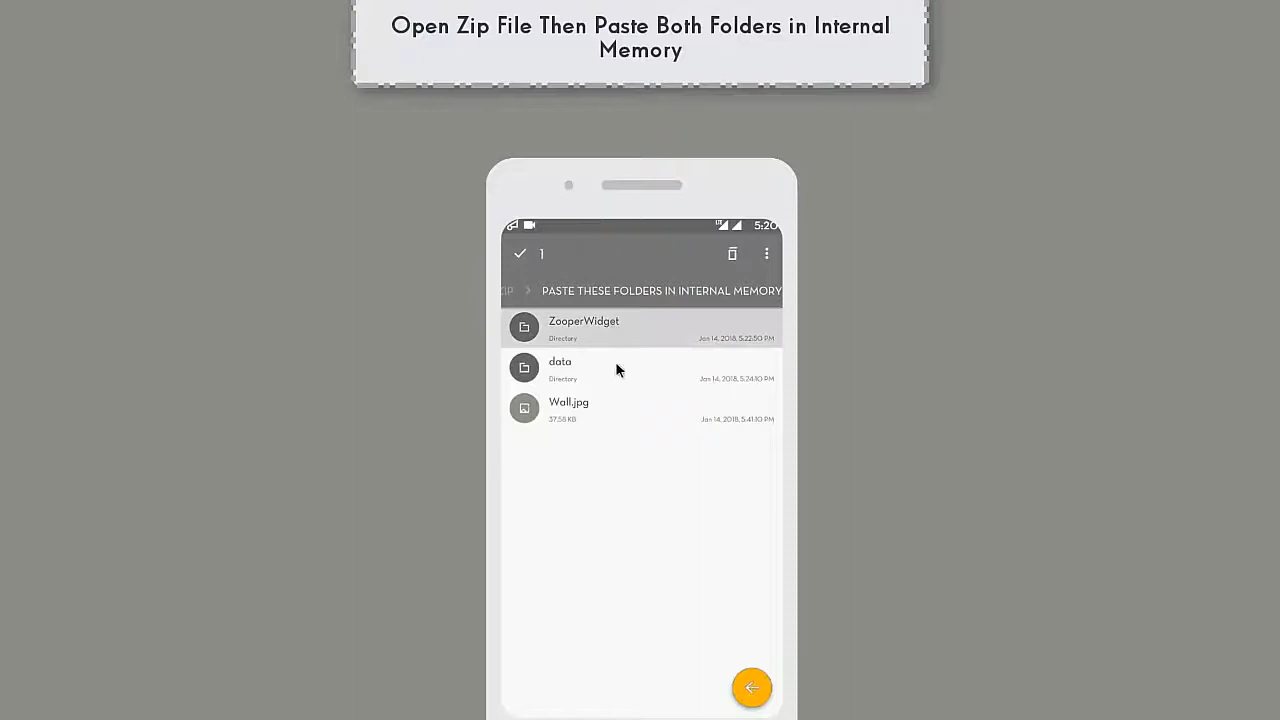 Open Zip File Then Paste Both Folders in Internal
Memory
5:20
1
PASTE THESE FOLDERS IN INTERNAL MEMORY
ZooperWidget
Directory Jan 14, 2018, 5:22:50 PM
data
Directory Jan 14, 2018, 5:24:10 PM
Wall.jpg
37.58 KB Jan 14, 2018, 5:41:10 PM